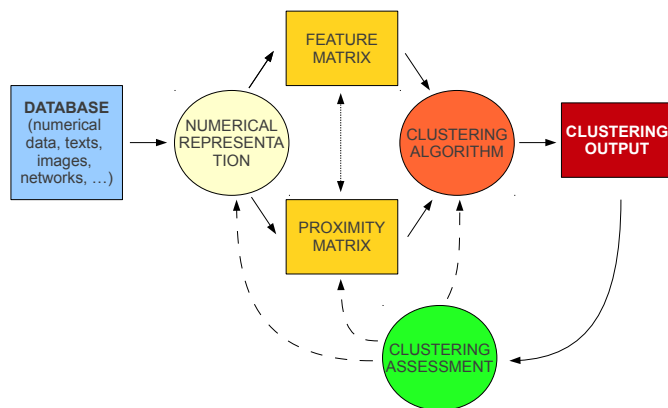 DATABASE
(numerical
data, texts,
images,
networks, ...)
NUMERICAL
REPRESENTA
TION
FEATURE
MATRIX
PROXIMITY
MATRIX
CLUSTERING
ALGORITHM
CLUSTERING
OUTPUT
CLUSTERING
ASSESSMENT